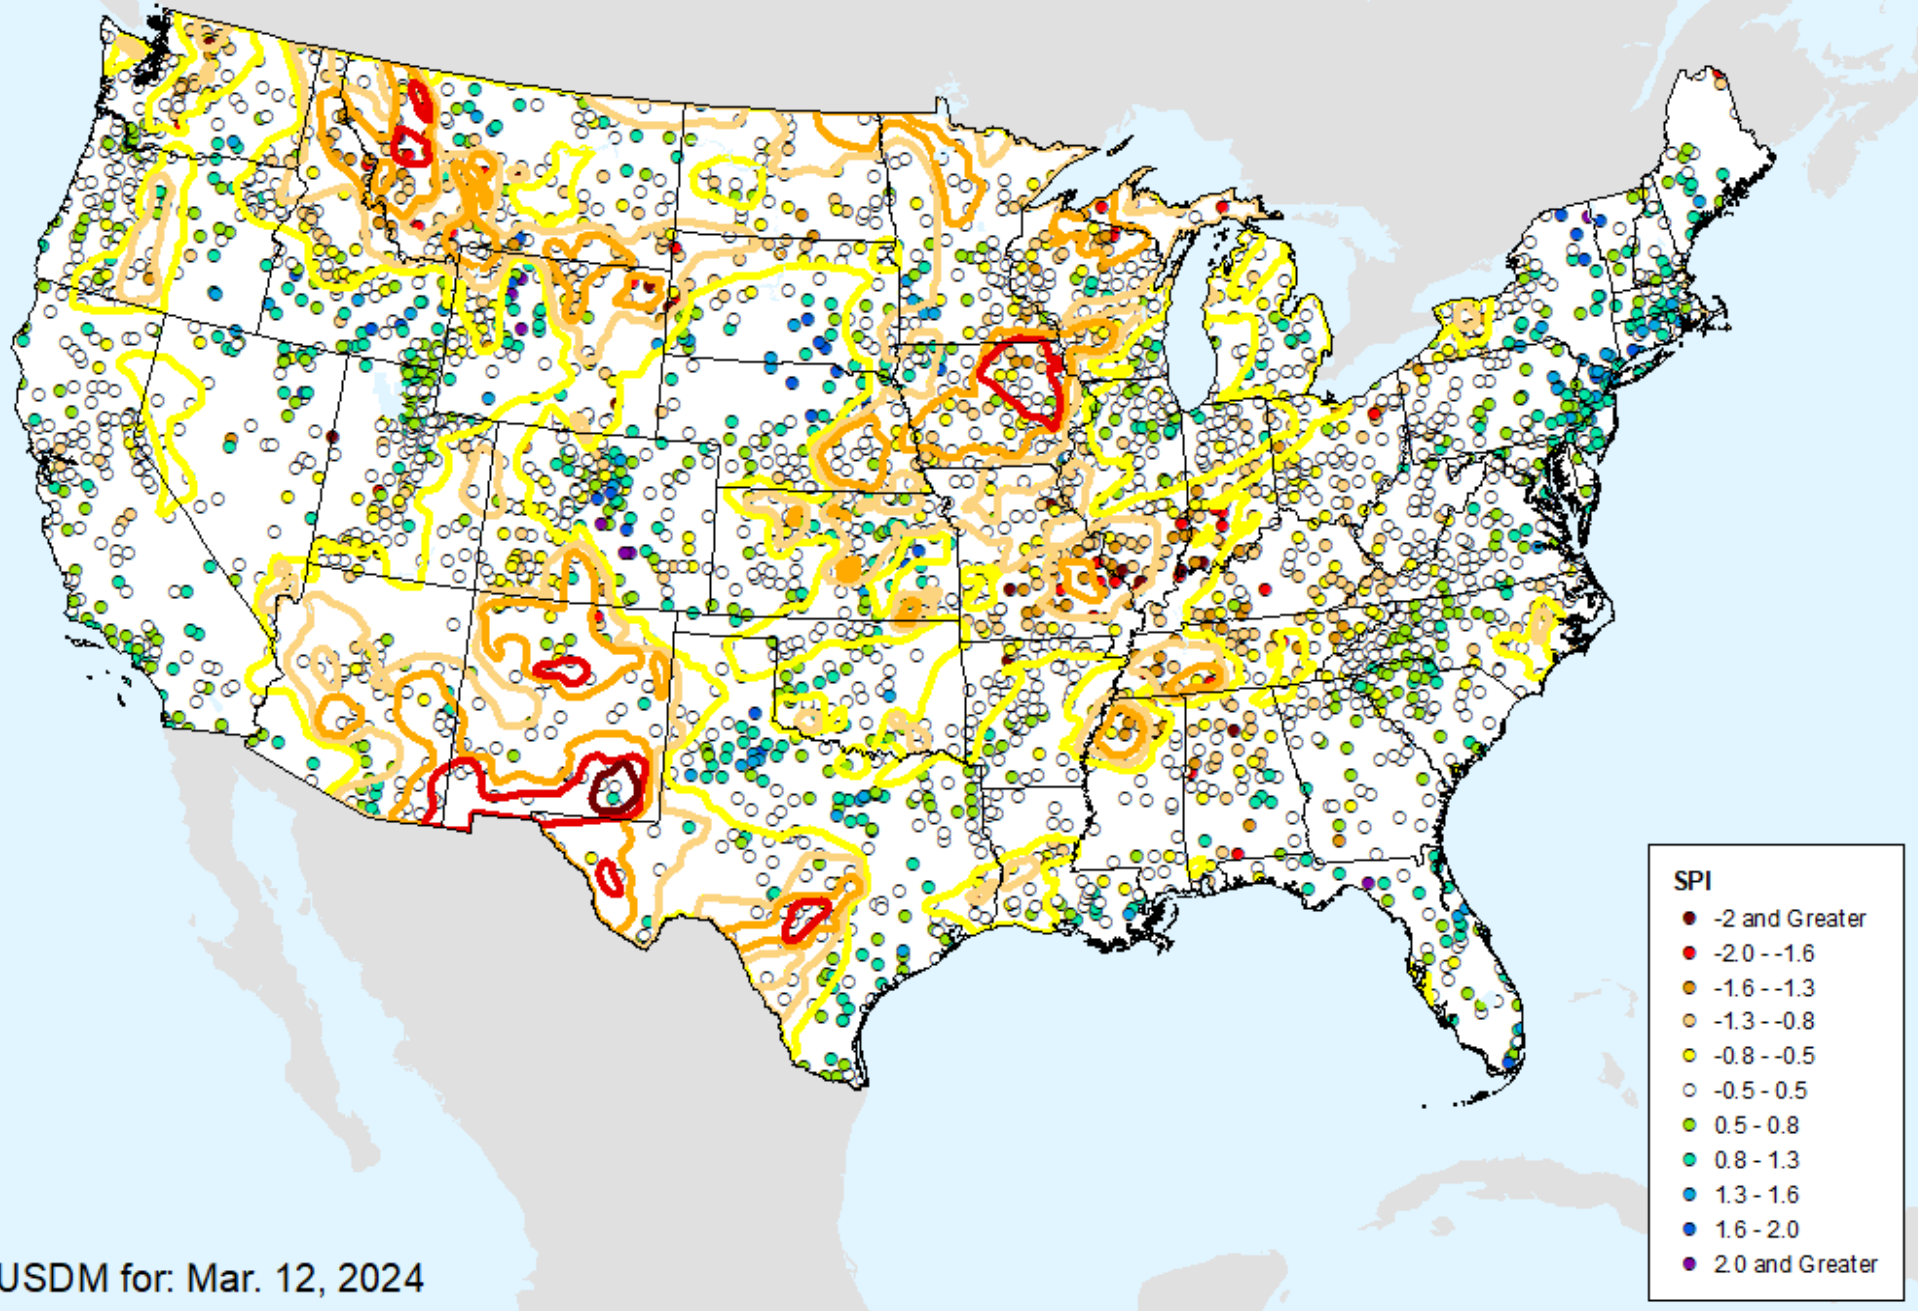 SPI
-2 and Greater
-2.0 - -1.6
-1.6 - -1.3
-1.3 - -0.8
-0.8 - -0.5
-0.5 - 0.5
0.5 - 0.8
0.8 - 1.3
1.3 - 1.6
1.6 - 2.0
2.0 and Greater
USDM for: Mar. 12, 2024